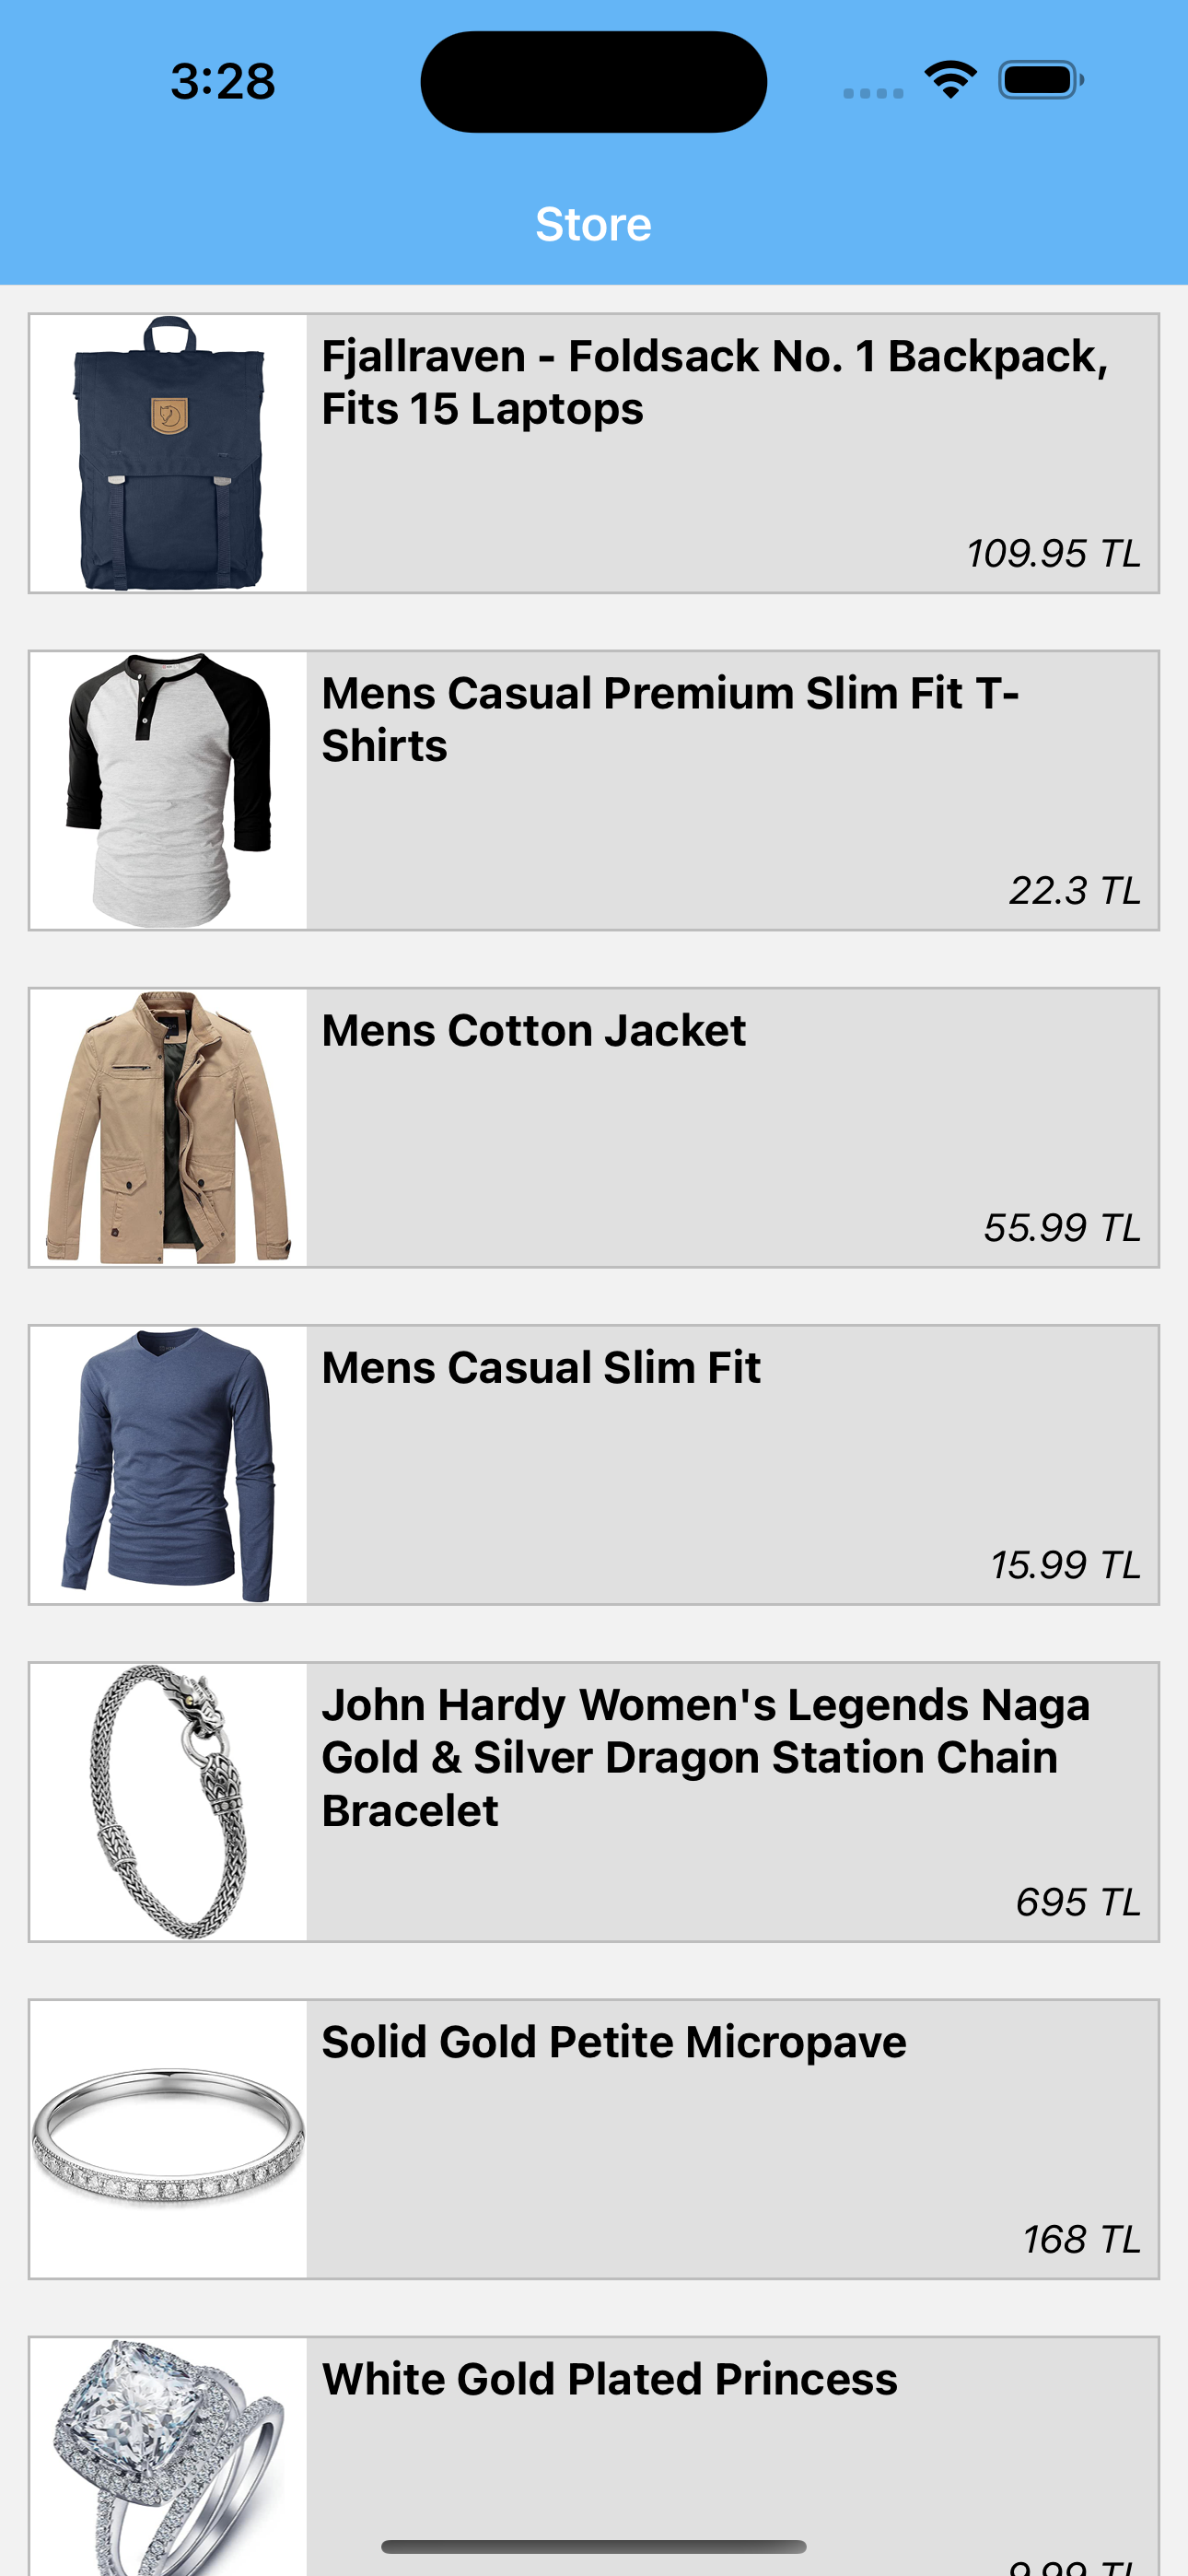 3:28
Store
Fjallraven - Foldsack No. 1 Backpack,
Fits 15 Laptops
109.95 TL
Mens Casual Premium Slim Fit T-
Shirts
22.3 TL
Mens Cotton Jacket
55.99 TL
Mens Casual Slim Fit
15.99 TL
John Hardy Women's Legends Naga
Gold & Silver Dragon Station Chain
Bracelet
695 TL
Solid Gold Petite Micropave
168 TL
White Gold Plated Princess
9.99 TL